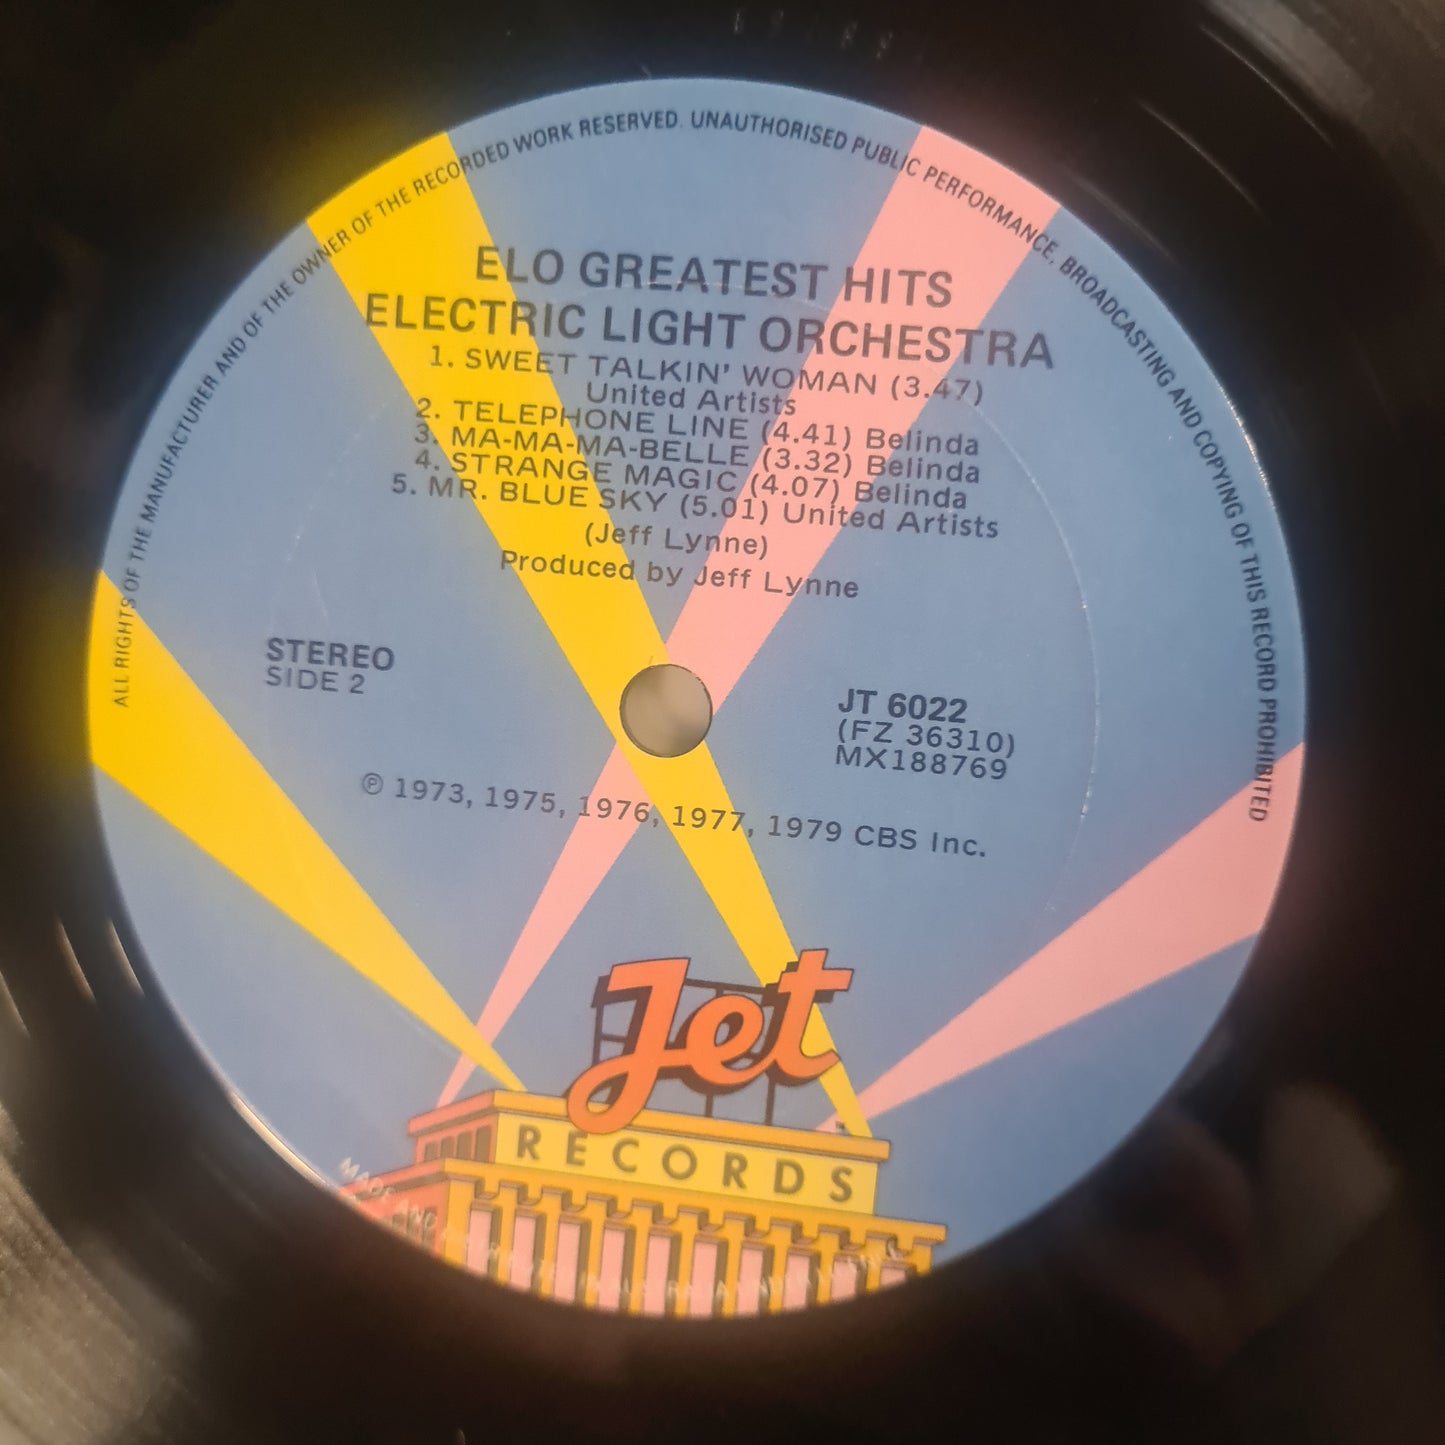 ALL RIGHTS OF THE MANUFACTURER AND OF THE OWNER OF THE RECORDED WORK RESERVED. UNAUTHORISED PUBLIC PERFORMANCE, BROADCASTING AND COPYING OF THIS RECORD PROHIBITED
ELO GREATEST HITS
ELECTRIC LIGHT ORCHESTRA
1. SWEET TALKIN' WOMAN (3.47)
United Artists
2. TELEPHONE LINE (4.41) Belinda
3. MA-MA-MA-BELLE (3.32) Belinda
4. STRANGE MAGIC (4.07) Belinda
5. MR. BLUE SKY (5.01) United Artists
(Jeff Lynne)
Produced by Jeff Lynne
STEREO
SIDE 2
JT 6022
(FZ 36310)
MX188769
℗ 1973, 1975, 1976, 1977, 1979 CBS Inc.
Jet
RECORDS
MADE AND